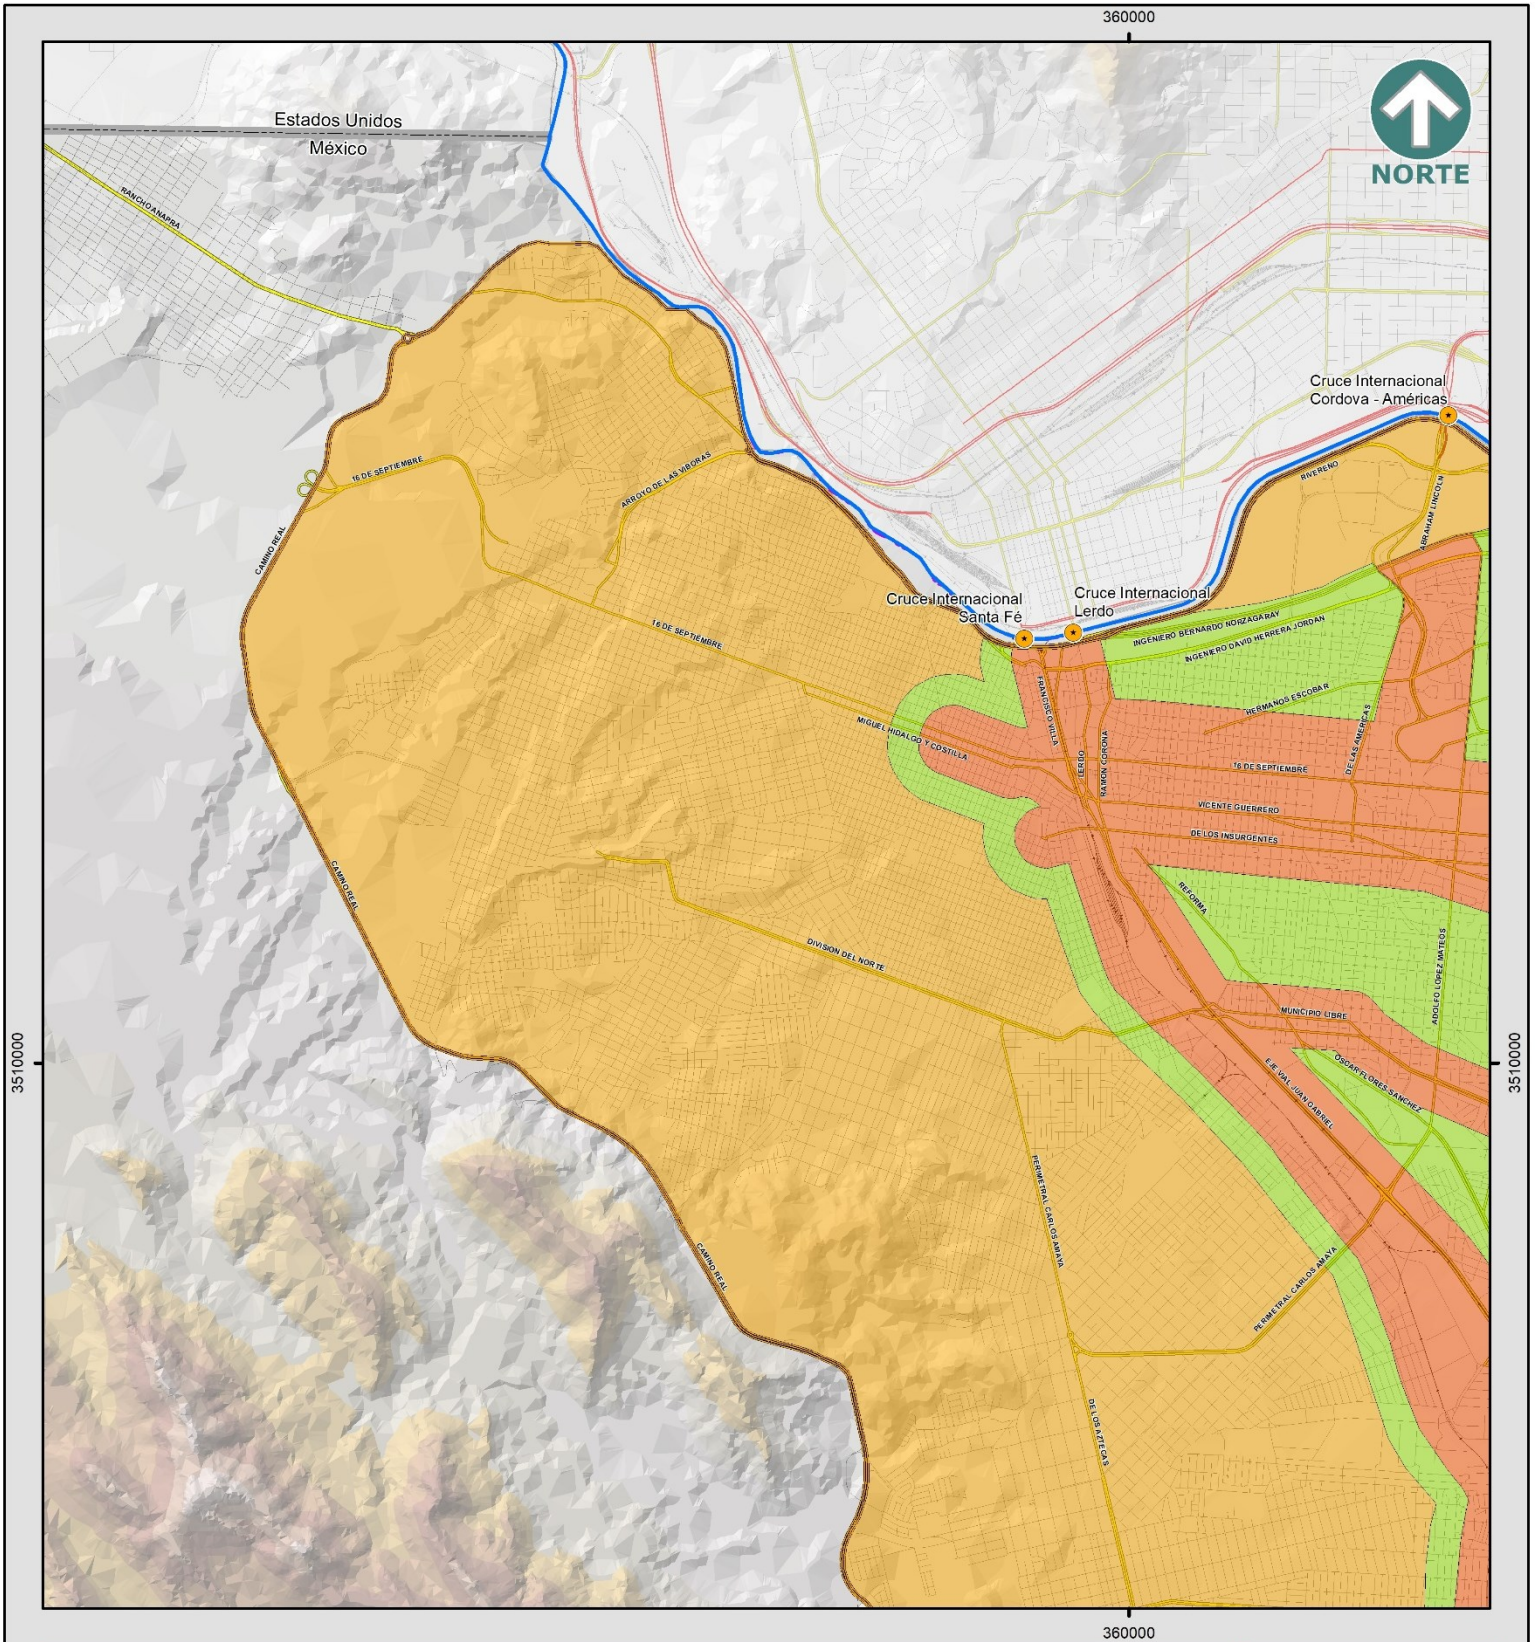 360000
Estados Unidos
México
NORTE
RANCHO ANAPRA
Cruce Internacional
Cordova - Américas
16 DE SEPTIEMBRE
ARROYO DE LAS VIBORAS
RIVEREÑO
ABRAHAM LINCOLN
CAMINO REAL
Cruce Internacional
Santa Fé
Cruce Internacional
Lerdo
INGENIERO BERNARDO NORZAGARAY
INGENIERO DAVID HERRERA JORDAN
16 DE SEPTIEMBRE
HERMANOS ESCOBAR
FRANCISCO VILLA
MIGUEL HIDALGO Y COSTILLA
LERDO
RAMON CORONA
DE LAS AMERICAS
16 DE SEPTIEMBRE
VICENTE GUERRERO
DE LOS INSURGENTES
CAMINO REAL
REFORMA
DIVISION DEL NORTE
ADOLFO LOPEZ MATEOS
MUNICIPIO LIBRE
3510000
3510000
EJE VIAL JUAN GABRIEL
OSCAR FLORES SANCHEZ
PERIMETRAL CARLOS AMAYA
CAMINO REAL
PERIMETRAL CARLOS AMAYA
DE LOS AZTECAS
360000